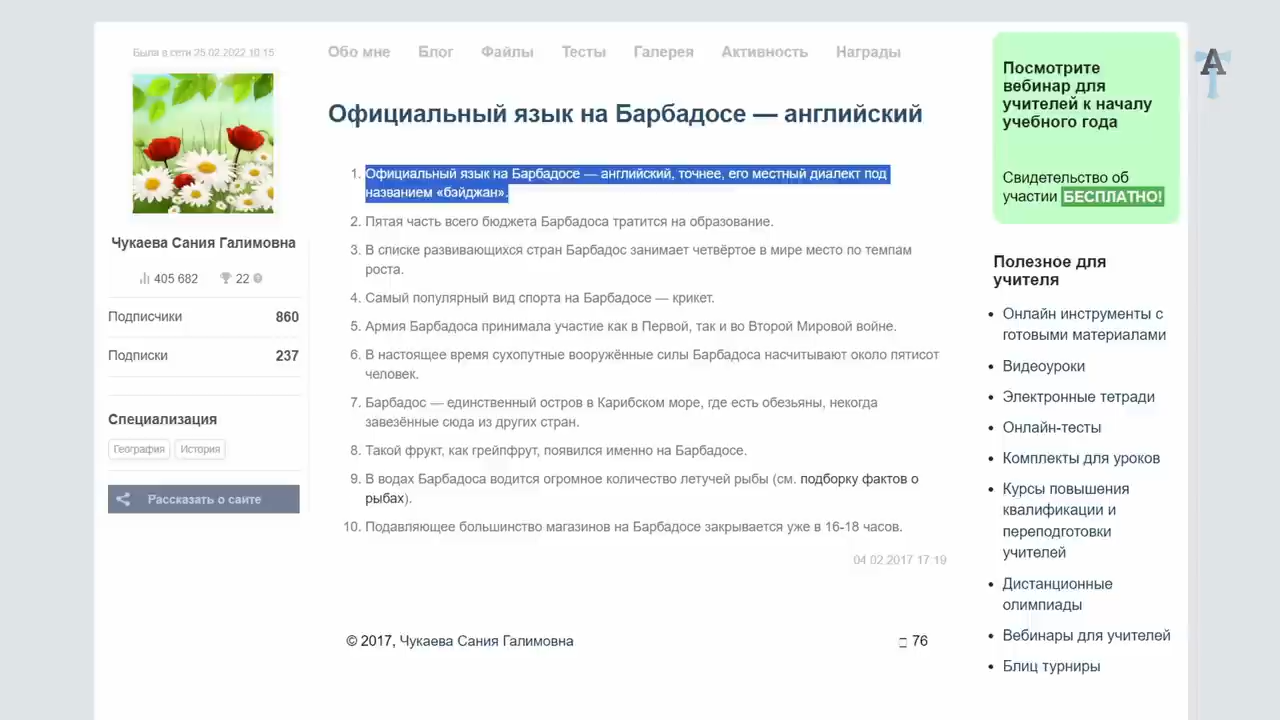 Была в сети 25.02.2022 10:15
Чукаева Сания Галимовна
405 682 22
Подписчики 860
Подписки 237
Специализация
География История
Рассказать о сайте
Обо мне Блог Файлы Тесты Галерея Активность Награды
Официальный язык на Барбадосе — английский
1. Официальный язык на Барбадосе — английский, точнее, его местный диалект под
названием «бэйджан».
2. Пятая часть всего бюджета Барбадоса тратится на образование.
3. В списке развивающихся стран Барбадос занимает четвёртое в мире место по темпам
роста.
4. Самый популярный вид спорта на Барбадосе — крикет.
5. Армия Барбадоса принимала участие как в Первой, так и во Второй Мировой войне.
6. В настоящее время сухопутные вооружённые силы Барбадоса насчитывают около пятисот
человек.
7. Барбадос — единственный остров в Карибском море, где есть обезьяны, некогда
завезённые сюда из других стран.
8. Такой фрукт, как грейпфрут, появился именно на Барбадосе.
9. В водах Барбадоса водится огромное количество летучей рыбы (см. подборку фактов о
рыбах).
10. Подавляющее большинство магазинов на Барбадосе закрывается уже в 16-18 часов.
04.02.2017 17:19
© 2017, Чукаева Сания Галимовна 76
Посмотрите
вебинар для
учителей к началу
учебного года
Свидетельство об
участии БЕСПЛАТНО!
Полезное для
учителя
• Онлайн инструменты с
готовыми материалами
• Видеоуроки
• Электронные тетради
• Онлайн-тесты
• Комплекты для уроков
• Курсы повышения
квалификации и
переподготовки
учителей
• Дистанционные
олимпиады
• Вебинары для учителей
• Блиц турниры